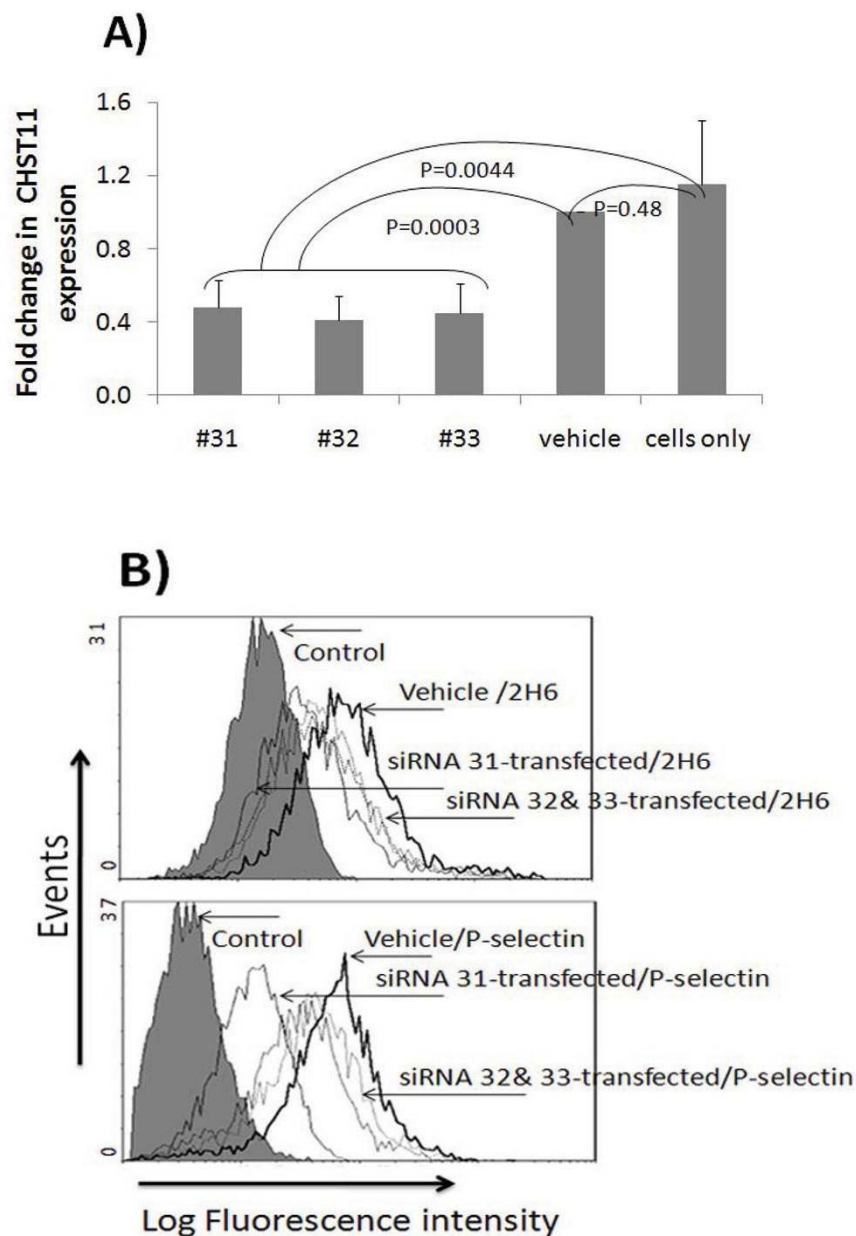 A)
Fold change in CHST11
expression
1.6
1.2
0.8
0.4
0.0
P=0.0044
P=0.0003
P=0.48
#31
#32
#33
vehicle
cells only
B)
Events
31
0
Control
Vehicle /2H6
siRNA 31-transfected/2H6
siRNA 32& 33-transfected/2H6
37
0
Control
Vehicle/P-selectin
siRNA 31-transfected/P-selectin
siRNA 32& 33-transfected/P-selectin
Log Fluorescence intensity